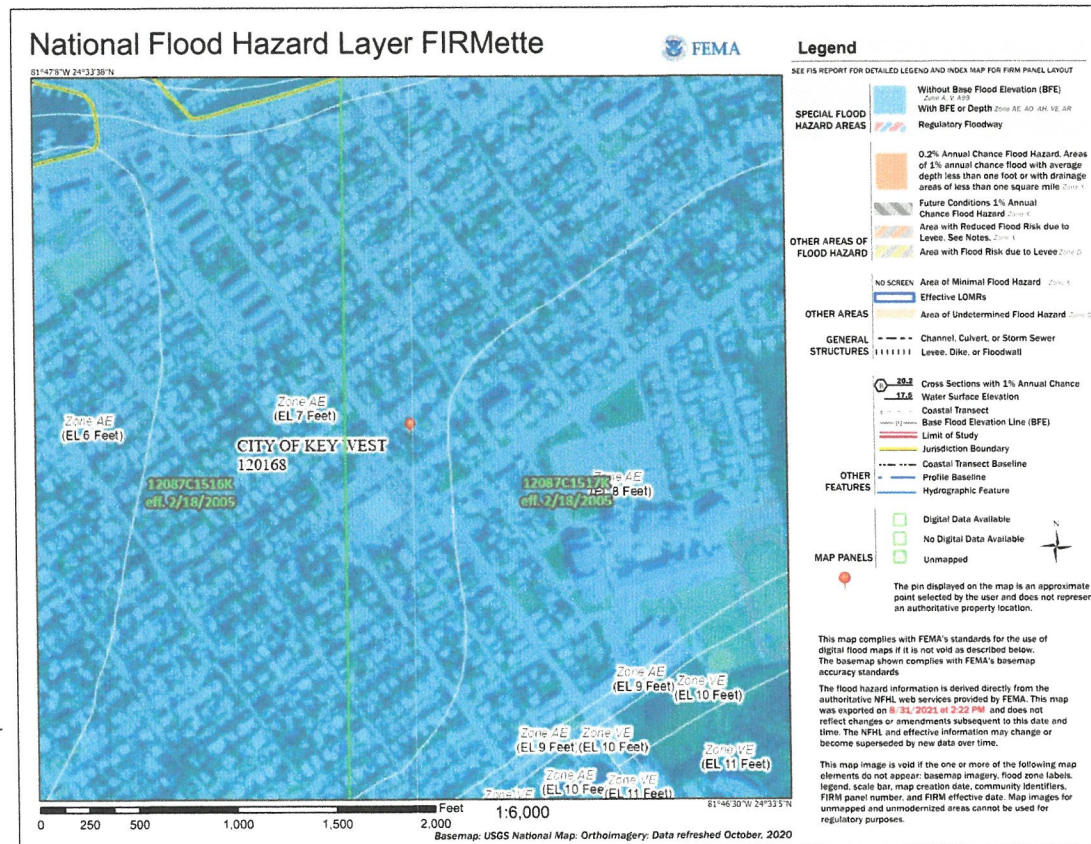 National Flood Hazard Layer FIRMette
FEMA
81°47'8"W 24°33'38"N
Zone AE
(EL 6 Feet)
Zone AE
(EL 7 Feet)
CITY OF KEY WEST
120168
12087C1516K
eff. 2/18/2005
12087C1517K
eff. 2/18/2005
Zone AE
(EL 8 Feet)
Zone AE
(EL 9 Feet)
Zone VE
(EL 10 Feet)
Zone AE
(EL 9 Feet)
Zone VE
(EL 10 Feet)
Zone VE
(EL 11 Feet)
Zone AE
(EL 10 Feet)
Zone VE
(EL 11 Feet)
Zone VE
81°46'30"W 24°33'5"N
Feet
1:6,000
0 250 500 1,000 1,500 2,000
Basemap: USGS National Map: Orthoimagery: Data refreshed October, 2020
Legend
SEE FIS REPORT FOR DETAILED LEGEND AND INDEX MAP FOR FIRM PANEL LAYOUT
SPECIAL FLOOD
HAZARD AREAS
Without Base Flood Elevation (BFE)
Zone A, V, A99
With BFE or Depth Zone AE, AO, AH, VE, AR
Regulatory Floodway
OTHER AREAS OF
FLOOD HAZARD
0.2% Annual Chance Flood Hazard, Areas
of 1% annual chance flood with average
depth less than one foot or with drainage
areas of less than one square mile Zone X
Future Conditions 1% Annual
Chance Flood Hazard Zone X
Area with Reduced Flood Risk due to
Levee. See Notes. Zone X
Area with Flood Risk due to Levee Zone D
OTHER AREAS
NO SCREEN Area of Minimal Flood Hazard Zone X
Effective LOMRs
Area of Undetermined Flood Hazard Zone D
GENERAL
STRUCTURES
Channel, Culvert, or Storm Sewer
Levee, Dike, or Floodwall
OTHER
FEATURES
B 20.2 Cross Sections with 1% Annual Chance
17.5 Water Surface Elevation
Coastal Transect
Base Flood Elevation Line (BFE)
Limit of Study
Jurisdiction Boundary
Coastal Transect Baseline
Profile Baseline
Hydrographic Feature
MAP PANELS
Digital Data Available
No Digital Data Available
Unmapped
N
The pin displayed on the map is an approximate
point selected by the user and does not represen
an authoritative property location.
This map complies with FEMA's standards for the use of
digital flood maps if it is not void as described below.
The basemap shown complies with FEMA's basemap
accuracy standards
The flood hazard information is derived directly from the
authoritative NFHL web services provided by FEMA. This map
was exported on 8/31/2021 at 2:22 PM and does not
reflect changes or amendments subsequent to this date and
time. The NFHL and effective information may change or
become superseded by new data over time.
This map image is void if the one or more of the following map
elements do not appear: basemap imagery, flood zone labels,
legend, scale bar, map creation date, community identifiers,
FIRM panel number, and FIRM effective date. Map images for
unmapped and unmodernized areas cannot be used for
regulatory purposes.